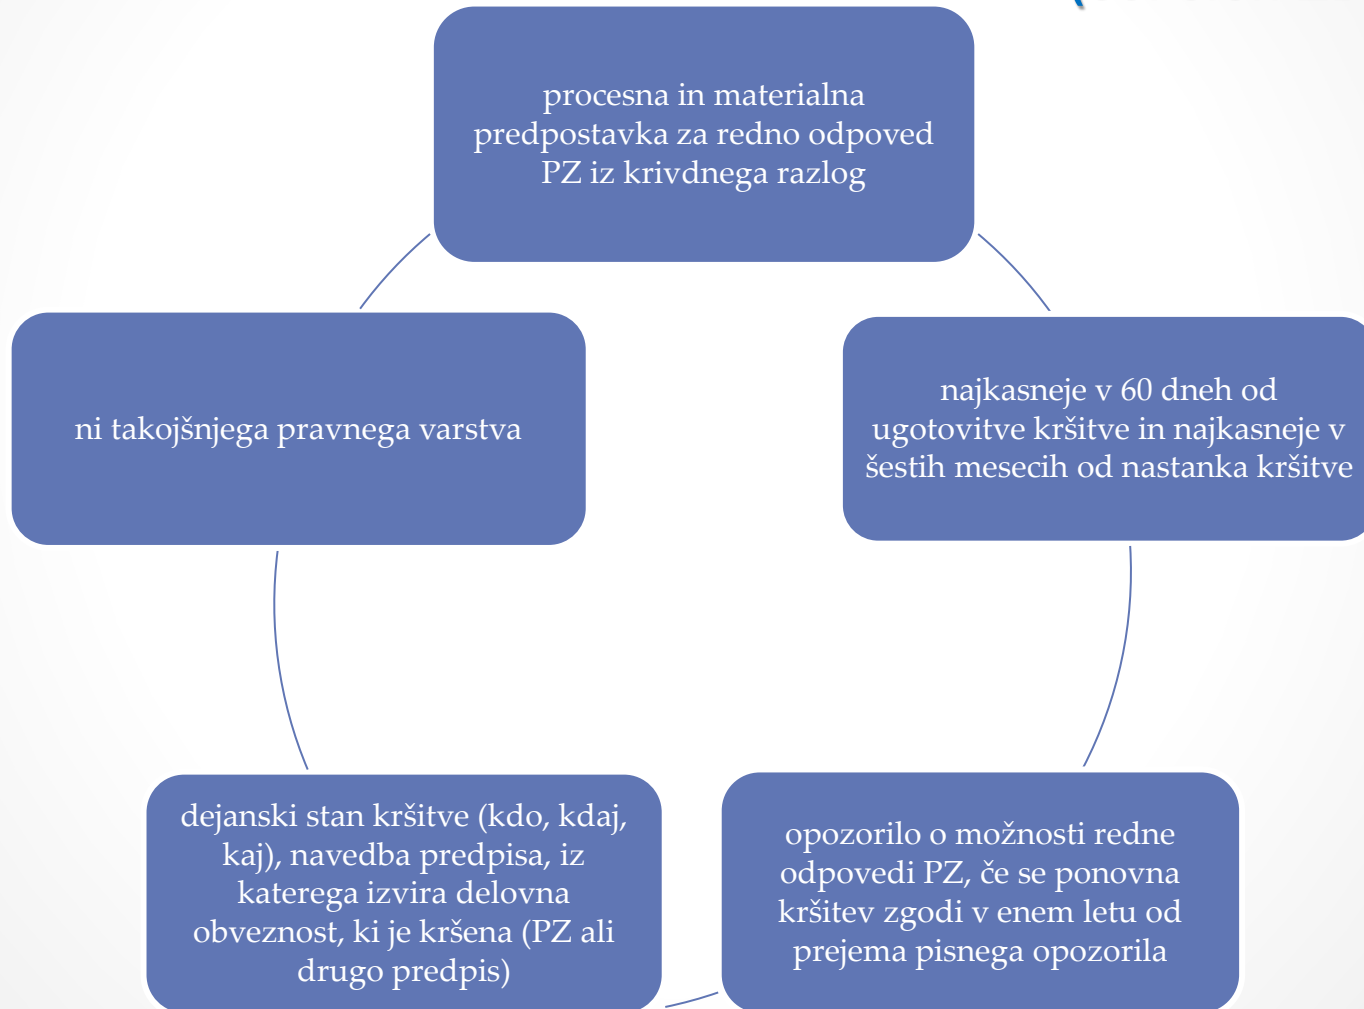 procesna in materialna
predpostavka za redno odpoved
PZ iz krivdnega razlog
najkasneje v 60 dneh od
ugotovitve kršitve in najkasneje v
šestih mesecih od nastanka kršitve
opozorilo o možnosti redne
odpovedi PZ, če se ponovna
kršitev zgodi v enem letu od
prejema pisnega opozorila
dejanski stan kršitve (kdo, kdaj,
kaj), navedba predpisa, iz
katerega izvira delovna
obveznost, ki je kršena (PZ ali
drugo predpis)
ni takojšnjega pravnega varstva